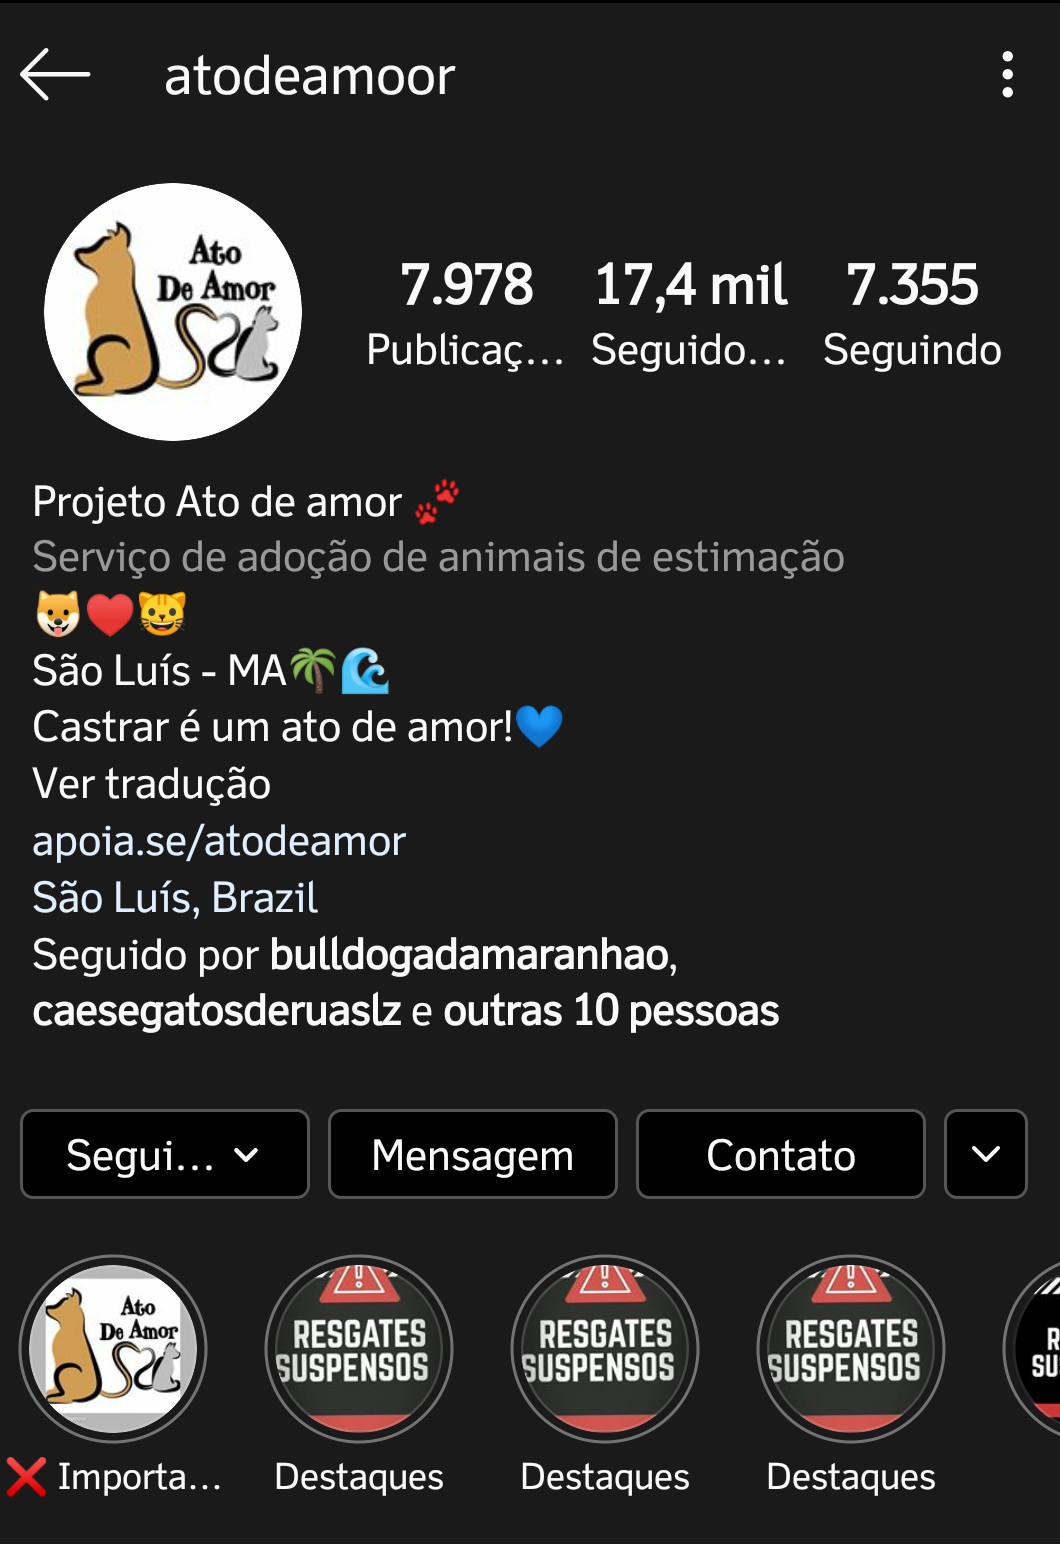 atodeamoor
Ato
De Amor
7.978 17,4 mil 7.355
Publicaç... Seguido... Seguindo
Projeto Ato de amor 🐾
Serviço de adoção de animais de estimação
🐶♥️😺
São Luís - MA🌴🌊
Castrar é um ato de amor!💙
Ver tradução
apoia.se/atodeamor
São Luís, Brazil
Seguido por bulldogadamaranhao,
caesegatosderuaslz e outras 10 pessoas
Segui... Mensagem Contato
Ato
De Amor
RESGATES
SUSPENSOS
RESGATES
SUSPENSOS
RESGATES
SUSPENSOS
R
SU
❌ Importa... Destaques Destaques Destaques